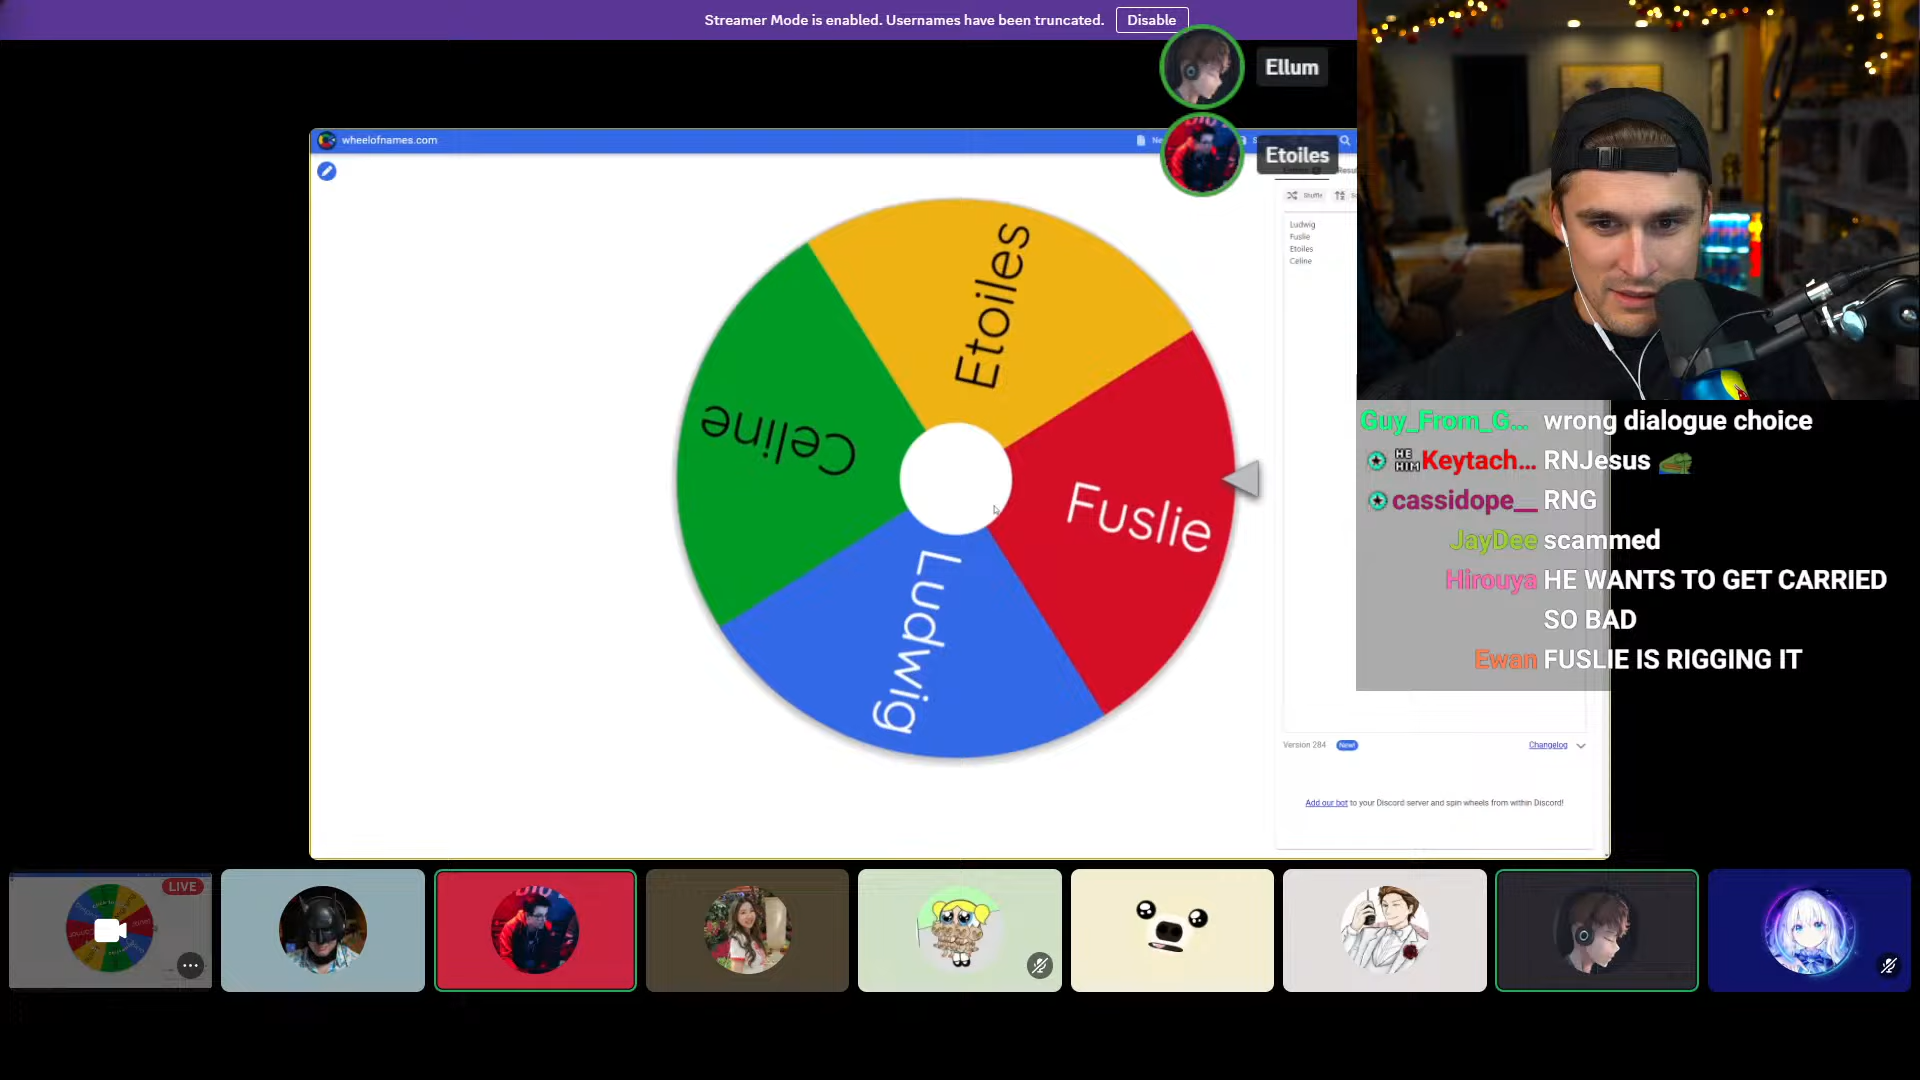 Streamer Mode is enabled. Usernames have been truncated. Disable
Ellum
wheelofnames.com
Etoiles
Shuffle
Ludwig
Fuslie
Etoiles
Celine
Etoiles
Celine
Fuslie
Ludwig
Guy_From_G... wrong dialogue choice
HE HIM Keytach... RNJesus
cassidope__ RNG
JayDee scammed
Hirouya HE WANTS TO GET CARRIED
SO BAD
Ewan FUSLIE IS RIGGING IT
Version 284 New! Changelog
Add our bot to your Discord server and spin wheels from within Discord!
LIVE